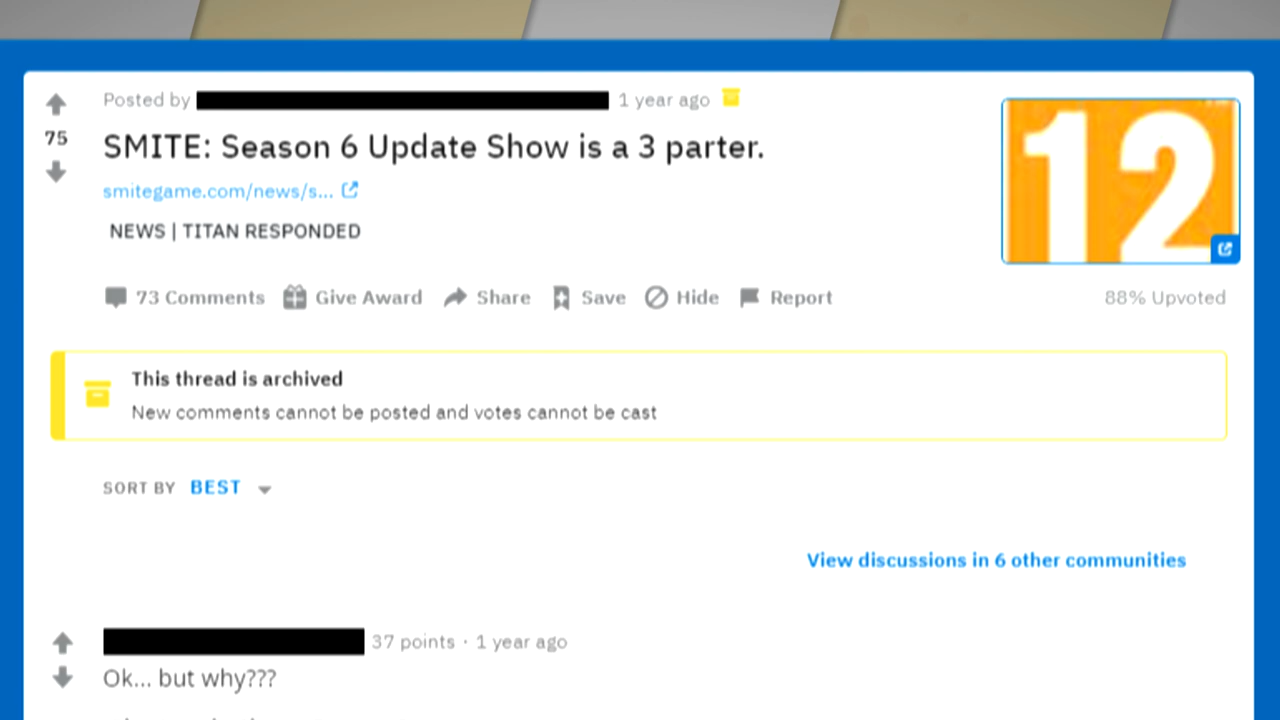 Posted by 1 year ago
75
SMITE: Season 6 Update Show is a 3 parter.
smitegame.com/news/s...
NEWS | TITAN RESPONDED
12
73 Comments Give Award Share Save Hide Report 88% Upvoted
This thread is archived
New comments cannot be posted and votes cannot be cast
SORT BY BEST
View discussions in 6 other communities
37 points · 1 year ago
Ok... but why???